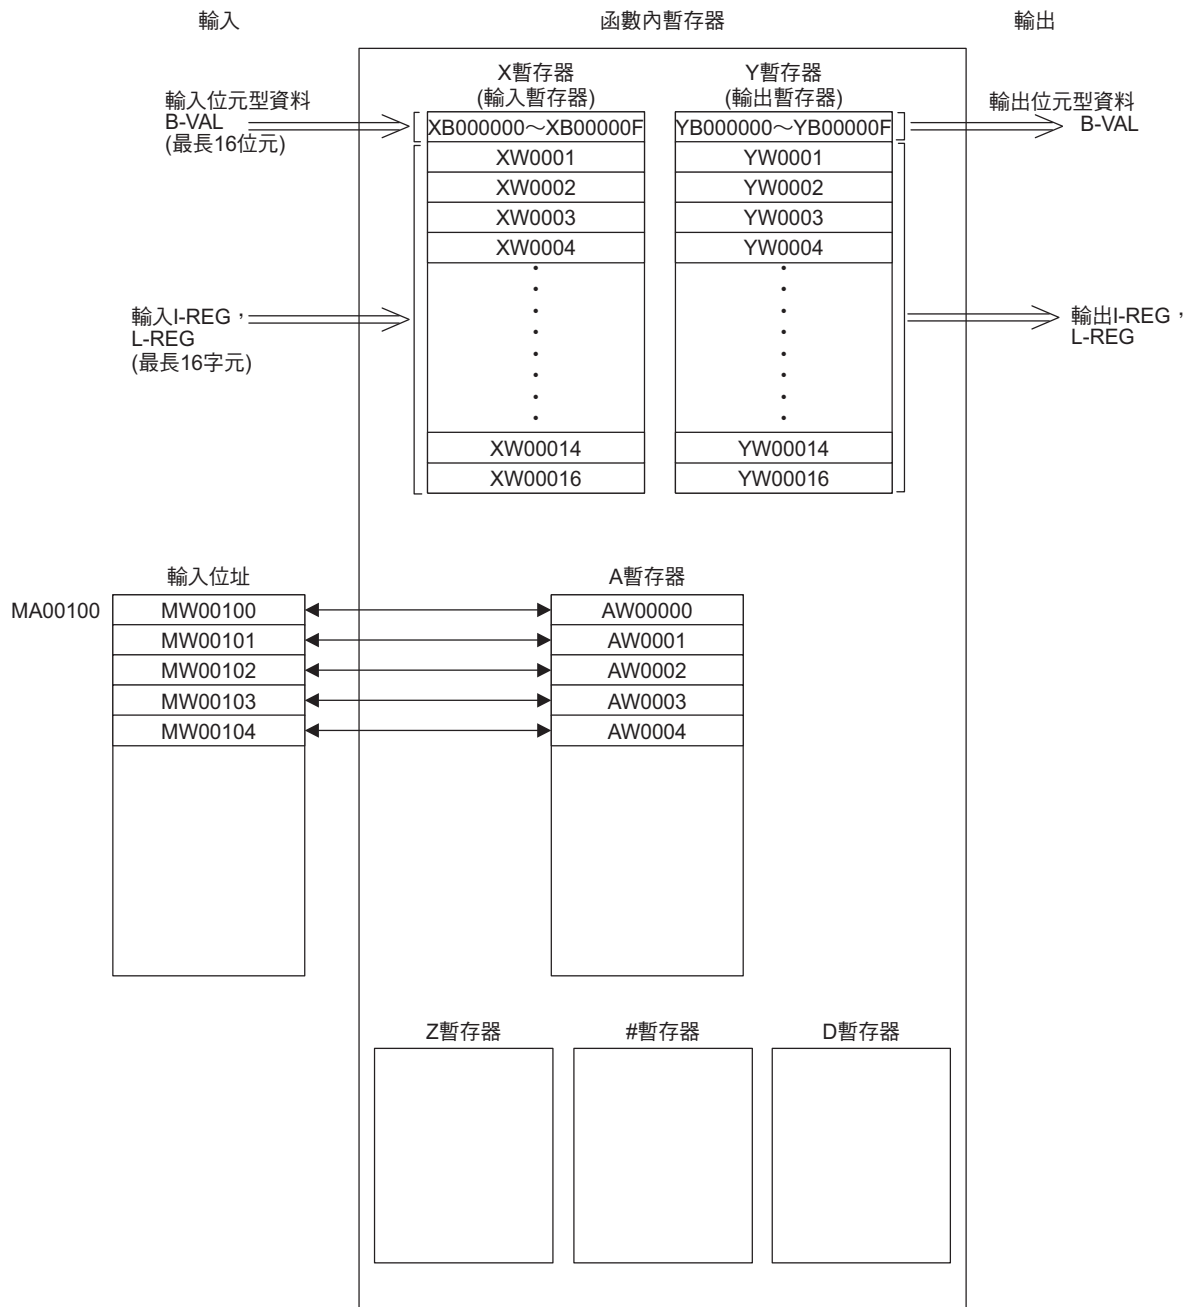 輸入
函數內暫存器
輸出
X暫存器
(輸入暫存器)
Y暫存器
(輸出暫存器)
輸入位元型資料
B-VAL
(最長16位元)
XB000000～XB00000F
YB000000～YB00000F
輸出位元型資料
B-VAL
XW0001
YW0001
XW0002
YW0002
XW0003
YW0003
XW0004
YW0004
輸入I-REG，
L-REG
(最長16字元)
輸出I-REG，
L-REG
XW00014
YW00014
XW00016
YW00016
輸入位址
A暫存器
MA00100
MW00100
AW00000
MW00101
AW0001
MW00102
AW0002
MW00103
AW0003
MW00104
AW0004
Z暫存器
#暫存器
D暫存器